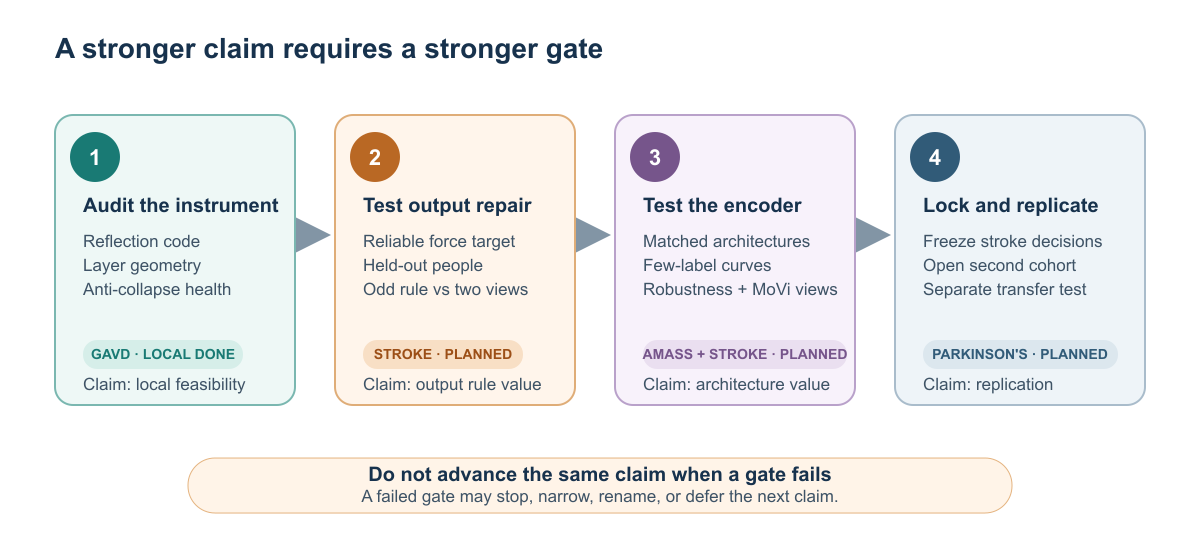 A stronger claim requires a stronger gate
1
Audit the instrument
Reflection code
Layer geometry
Anti-collapse health
GAVD · LOCAL DONE
Claim: local feasibility
2
Test output repair
Reliable force target
Held-out people
Odd rule vs two views
STROKE · PLANNED
Claim: output rule value
3
Test the encoder
Matched architectures
Few-label curves
Robustness + MoVi views
AMASS + STROKE · PLANNED
Claim: architecture value
4
Lock and replicate
Freeze stroke decisions
Open second cohort
Separate transfer test
PARKINSON'S · PLANNED
Claim: replication
Do not advance the same claim when a gate fails
A failed gate may stop, narrow, rename, or defer the next claim.